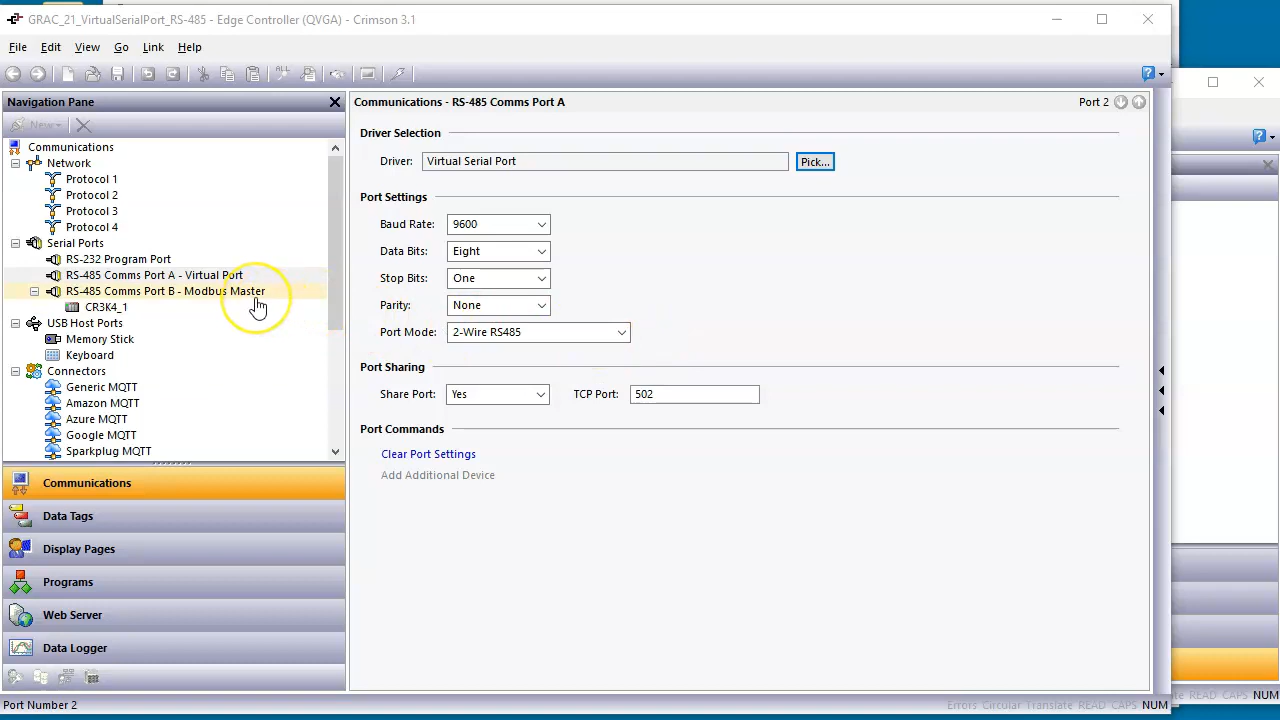 GRAC_21_VirtualSerialPort_RS-485 - Edge Controller (QVGA) - Crimson 3.1
File Edit View Go Link Help
Navigation Pane
New
Communications
Network
Protocol 1
Protocol 2
Protocol 3
Protocol 4
Serial Ports
RS-232 Program Port
RS-485 Comms Port A - Virtual Port
RS-485 Comms Port B - Modbus Master
CR3K4_1
USB Host Ports
Memory Stick
Keyboard
Connectors
Generic MQTT
Amazon MQTT
Azure MQTT
Google MQTT
Sparkplug MQTT
Communications
Data Tags
Display Pages
Programs
Web Server
Data Logger
Communications - RS-485 Comms Port A
Port 2
Driver Selection
Driver: Virtual Serial Port Pick...
Port Settings
Baud Rate: 9600
Data Bits: Eight
Stop Bits: One
Parity: None
Port Mode: 2-Wire RS485
Port Sharing
Share Port: Yes TCP Port: 502
Port Commands
Clear Port Settings
Add Additional Device
Port Number 2
Errors Circular Translate READ CAPS NUM
READ CAPS NUM